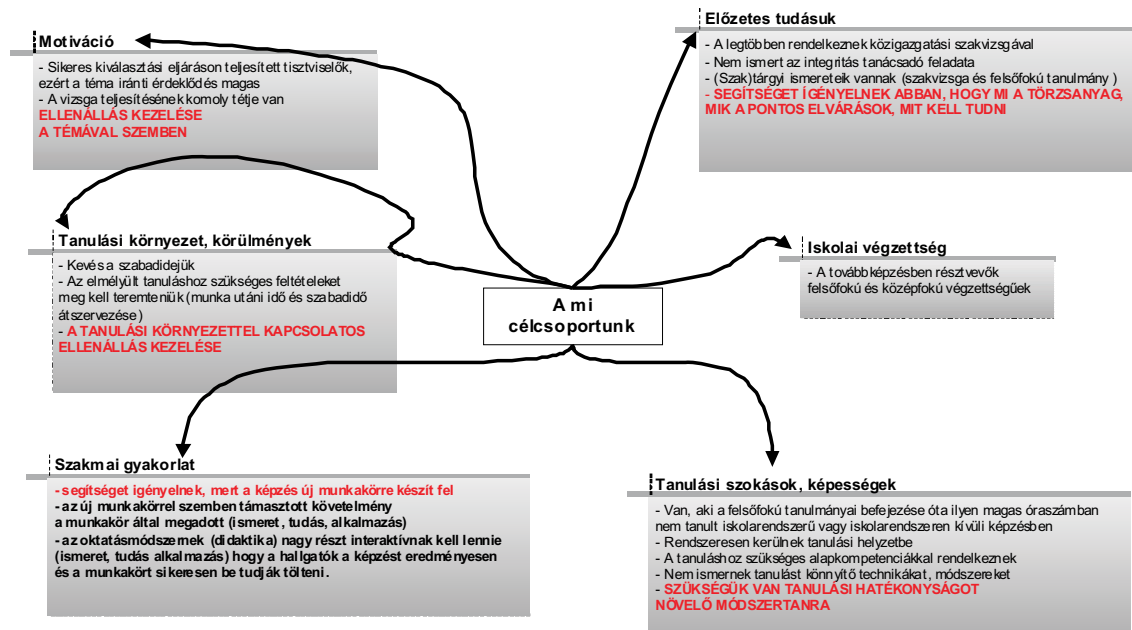 Motiváció
- Sikeres kiválasztási eljáráson teljesített tisztviselők,
ezért a téma iránti érdeklődés magas
- A vizsga teljesítésének komoly tétje van
ELLENÁLLÁS KEZELÉSE
A TÉMÁVAL SZEMBEN
Előzetes tudásuk
- A legtöbben rendelkeznek közigazgatási szakvizsgával
- Nem ismert az integritás tanácsadó feladata
- (Szak)tárgyi ismereteik vannak (szakvizsga és felsőfokú tanulmány )
- SEGÍTSÉGET ÍGÉNYELNEK ABBAN, HOGY MI A TÖRZSANYAG,
MIK A PONTOS ELVÁRÁSOK, MIT KELL TUDNI
Tanulási környezet, körülmények
- Kevés a szabadidejük
- Az elmélyült tanuláshoz szükséges feltételeket
meg kell teremteniük (munka utáni idő és szabadidő
átszervezése)
- A TANULÁSI KÖRNYEZETTEL KAPCSOLATOS
ELLENÁLLÁS KEZELÉSE
Iskolai végzettség
- A továbbképzésben résztvevők
felsőfokú és középfokú végzettségűek
A mi
célcsoportunk
Szakmai gyakorlat
- segítséget igényelnek, mert a képzés új munkakörre készít fel
- az új munkakörrel szemben támasztott követelmény
a munkakör által megadott (ismeret, tudás, alkalmazás)
- az oktatásmódszernek (didaktika) nagy részt interaktívnak kell lennie
(ismeret, tudás alkalmazás) hogy a hallgatók a képzést eredményesen
és a munkakört sikeresen be tudják tölteni.
Tanulási szokások, képességek
- Van, aki a felsőfokú tanulmányai befejezése óta ilyen magas óraszámban
nem tanult iskolarendszerű vagy iskolarendszeren kívüli képzésben
- Rendszeresen kerülnek tanulási helyzetbe
- A tanuláshoz szükséges alapkompetenciákkal rendelkeznek
- Nem ismernek tanulást könnyítő technikákat, módszereket
- SZÜKSÉGÜK VAN TANULÁSI HATÉKONYSÁGOT
NÖVELŐ MÓDSZERTANRA